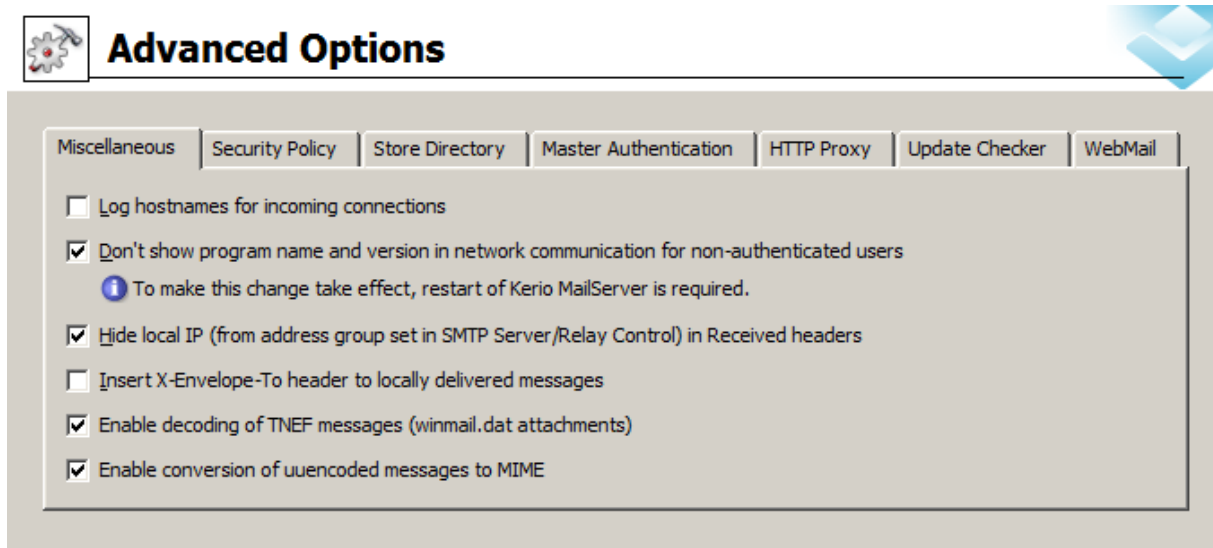 Advanced Options
Miscellaneous Security Policy Store Directory Master Authentication HTTP Proxy Update Checker WebMail
Log hostnames for incoming connections
Don't show program name and version in network communication for non-authenticated users
To make this change take effect, restart of Kerio MailServer is required.
Hide local IP (from address group set in SMTP Server/Relay Control) in Received headers
Insert X-Envelope-To header to locally delivered messages
Enable decoding of TNEF messages (winmail.dat attachments)
Enable conversion of uuencoded messages to MIME